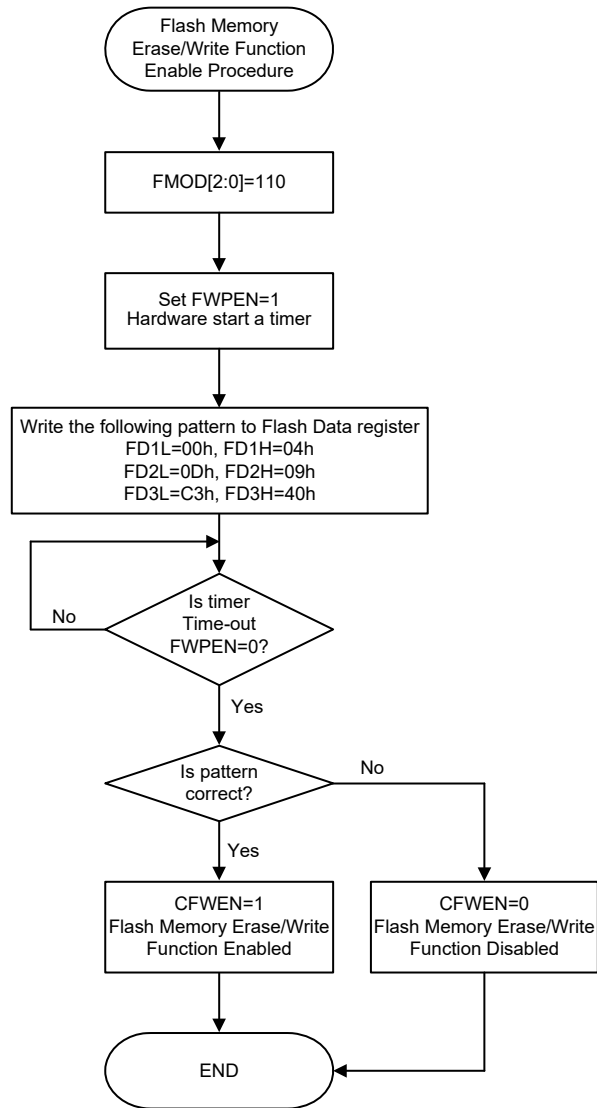 Flash Memory
Erase/Write Function
Enable Procedure
FMOD[2:0]=110
Set FWPEN=1
Hardware start a timer
Write the following pattern to Flash Data register
FD1L=00h, FD1H=04h
FD2L=0Dh, FD2H=09h
FD3L=C3h, FD3H=40h
Is timer
Time-out
FWPEN=0?
No
Yes
Is pattern
correct?
No
Yes
CFWEN=1
Flash Memory Erase/Write
Function Enabled
CFWEN=0
Flash Memory Erase/Write
Function Disabled
END